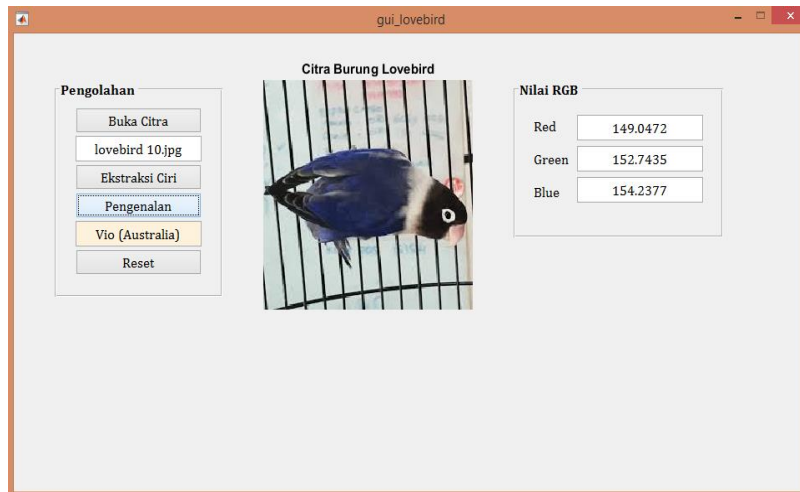 gui_lovebird
Citra Burung Lovebird
Pengolahan
Buka Citra
lovebird 10.jpg
Ekstraksi Ciri
Pengenalan
Vio (Australia)
Reset
Nilai RGB
Red 149.0472
Green 152.7435
Blue 154.2377